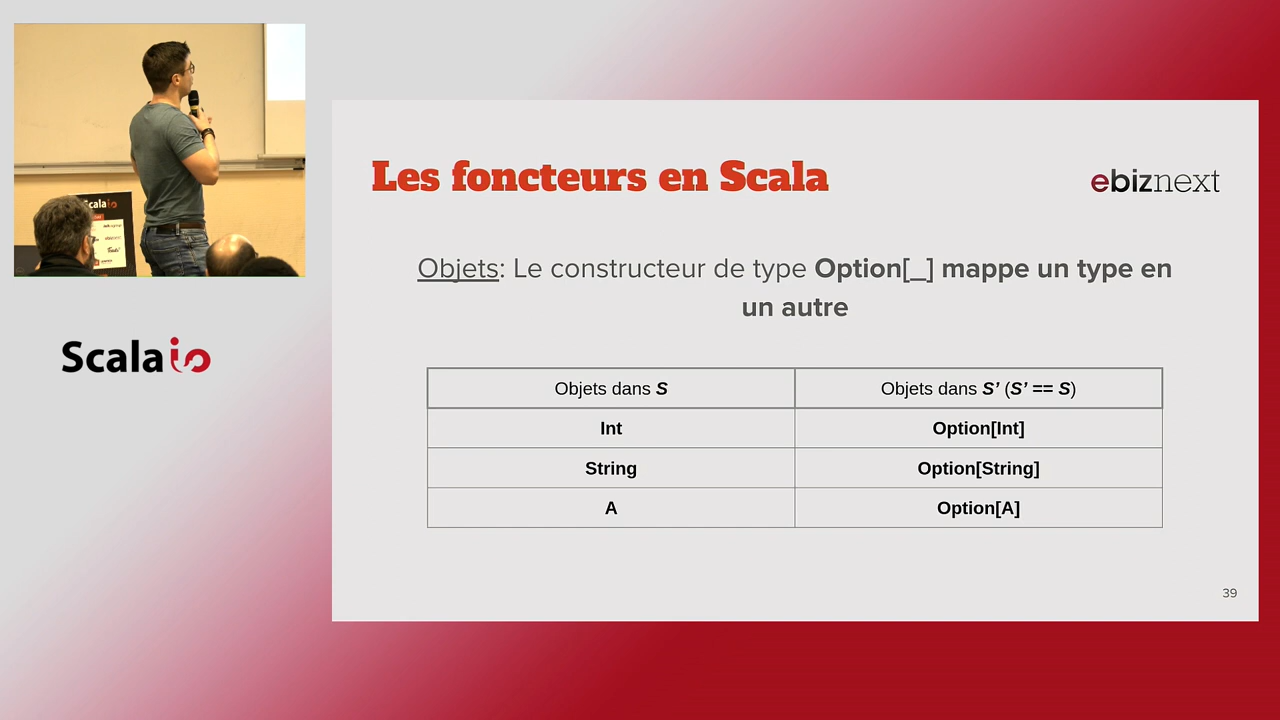 Scalaio
Scalaio
Les foncteurs en Scala
ebiznext
Objets: Le constructeur de type Option[_] mappe un type en
un autre
Objets dans S
Objets dans S’ (S’ == S)
Int
Option[Int]
String
Option[String]
A
Option[A]
39